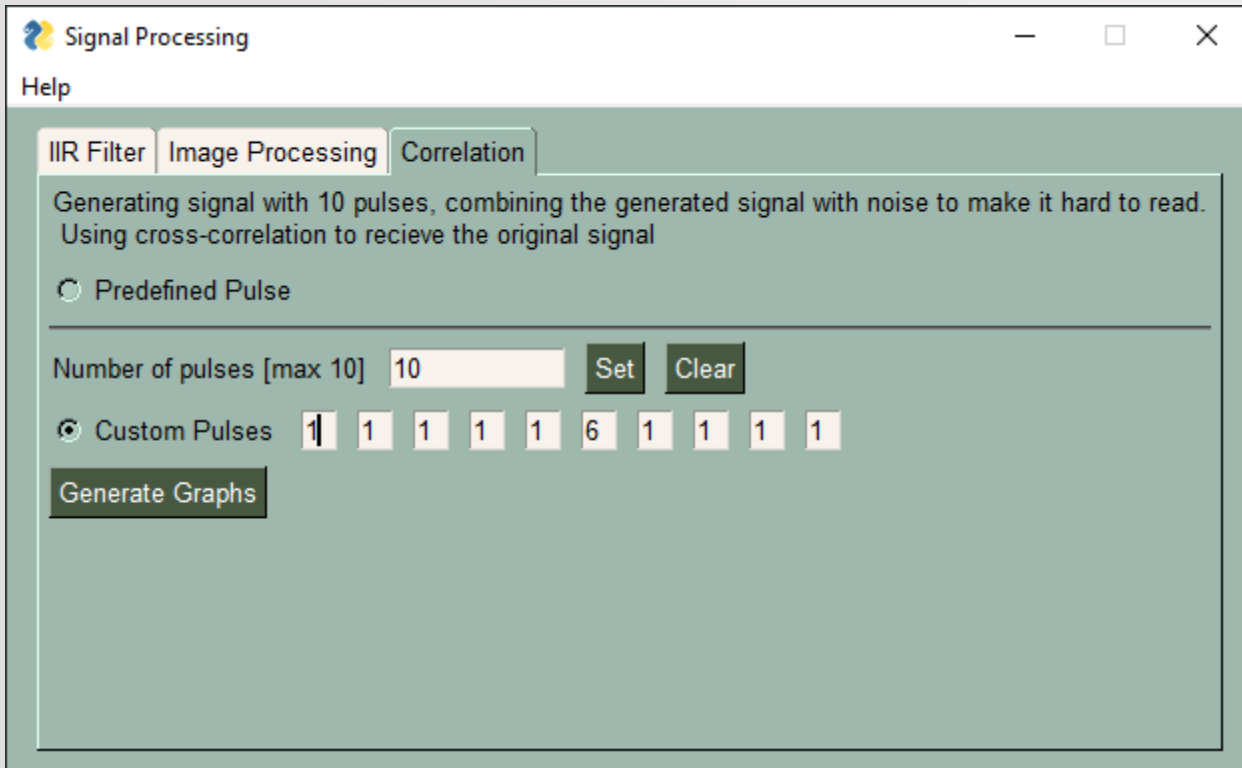 Signal Processing
Help
IIR Filter Image Processing Correlation
Generating signal with 10 pulses, combining the generated signal with noise to make it hard to read.
Using cross-correlation to recieve the original signal
Predefined Pulse
Number of pulses [max 10] 10 Set Clear
Custom Pulses 1 1 1 1 1 6 1 1 1 1
Generate Graphs